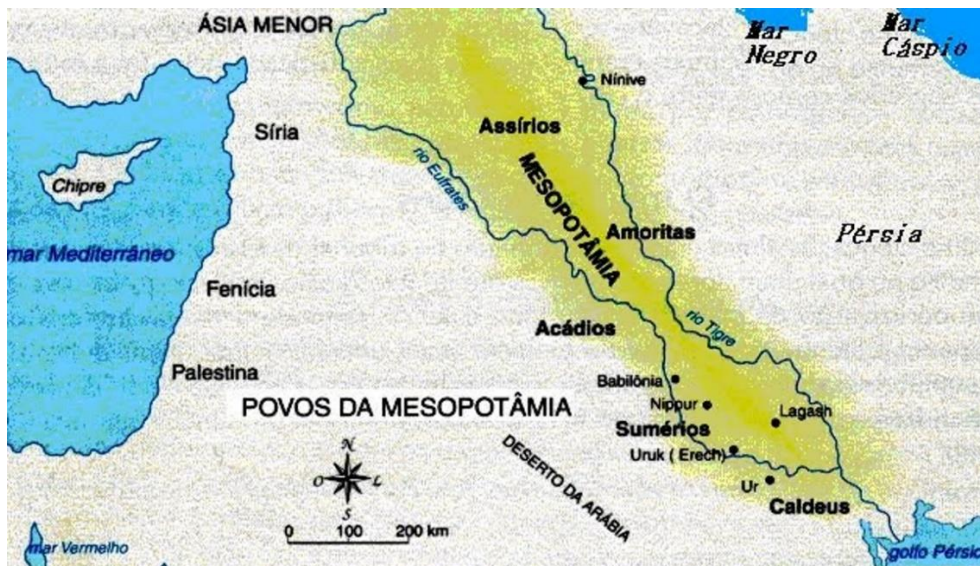 ÁSIA MENOR
Mar
Negro
Mar
Cáspio
Nínive
Síria
Assírios
rio Eufrates
MESOPOTÂMIA
Chipre
Amoritas
Pérsia
mar Mediterrâneo
Fenícia
Acádios
rio Tigre
Palestina
Babilônia
POVOS DA MESOPOTÂMIA
Nippur
Lagash
Sumérios
Uruk ( Erech)
N
O
L
S
DESERTO DA ARÁBIA
Ur
Caldeus
0 100 200 km
mar Vermelho
golfo Pérsic